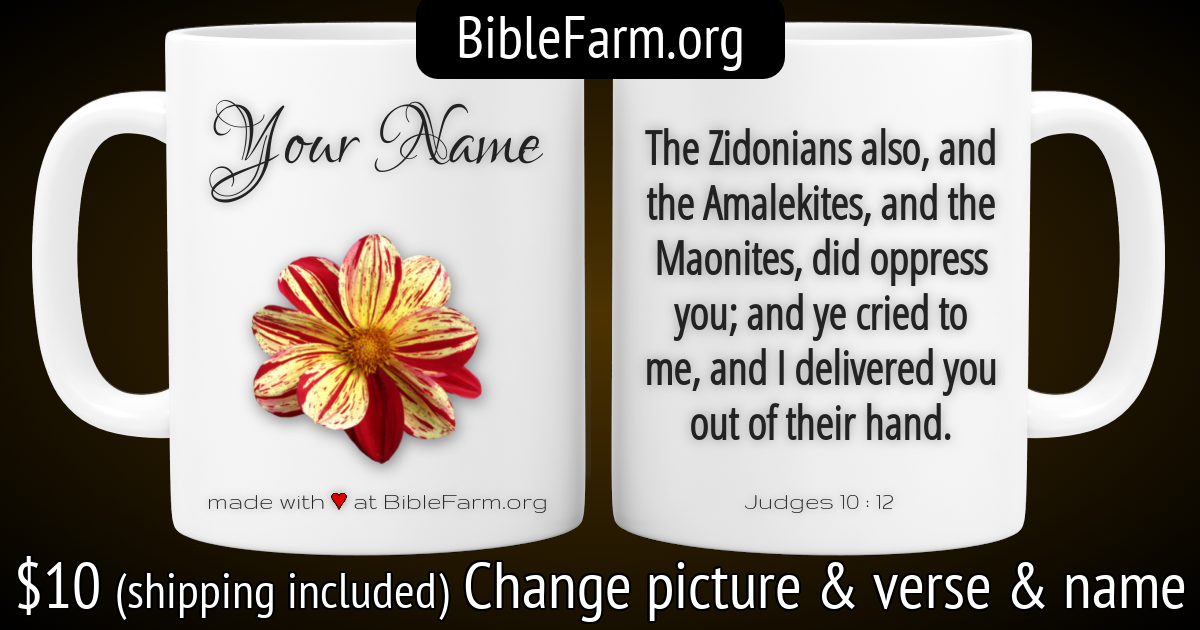 BibleFarm.org
Your Name
made with ♥ at BibleFarm.org
The Zidonians also, and
the Amalekites, and the
Maonites, did oppress
you; and ye cried to
me, and I delivered you
out of their hand.
Judges 10 : 12
$10 (shipping included) Change picture & verse & name